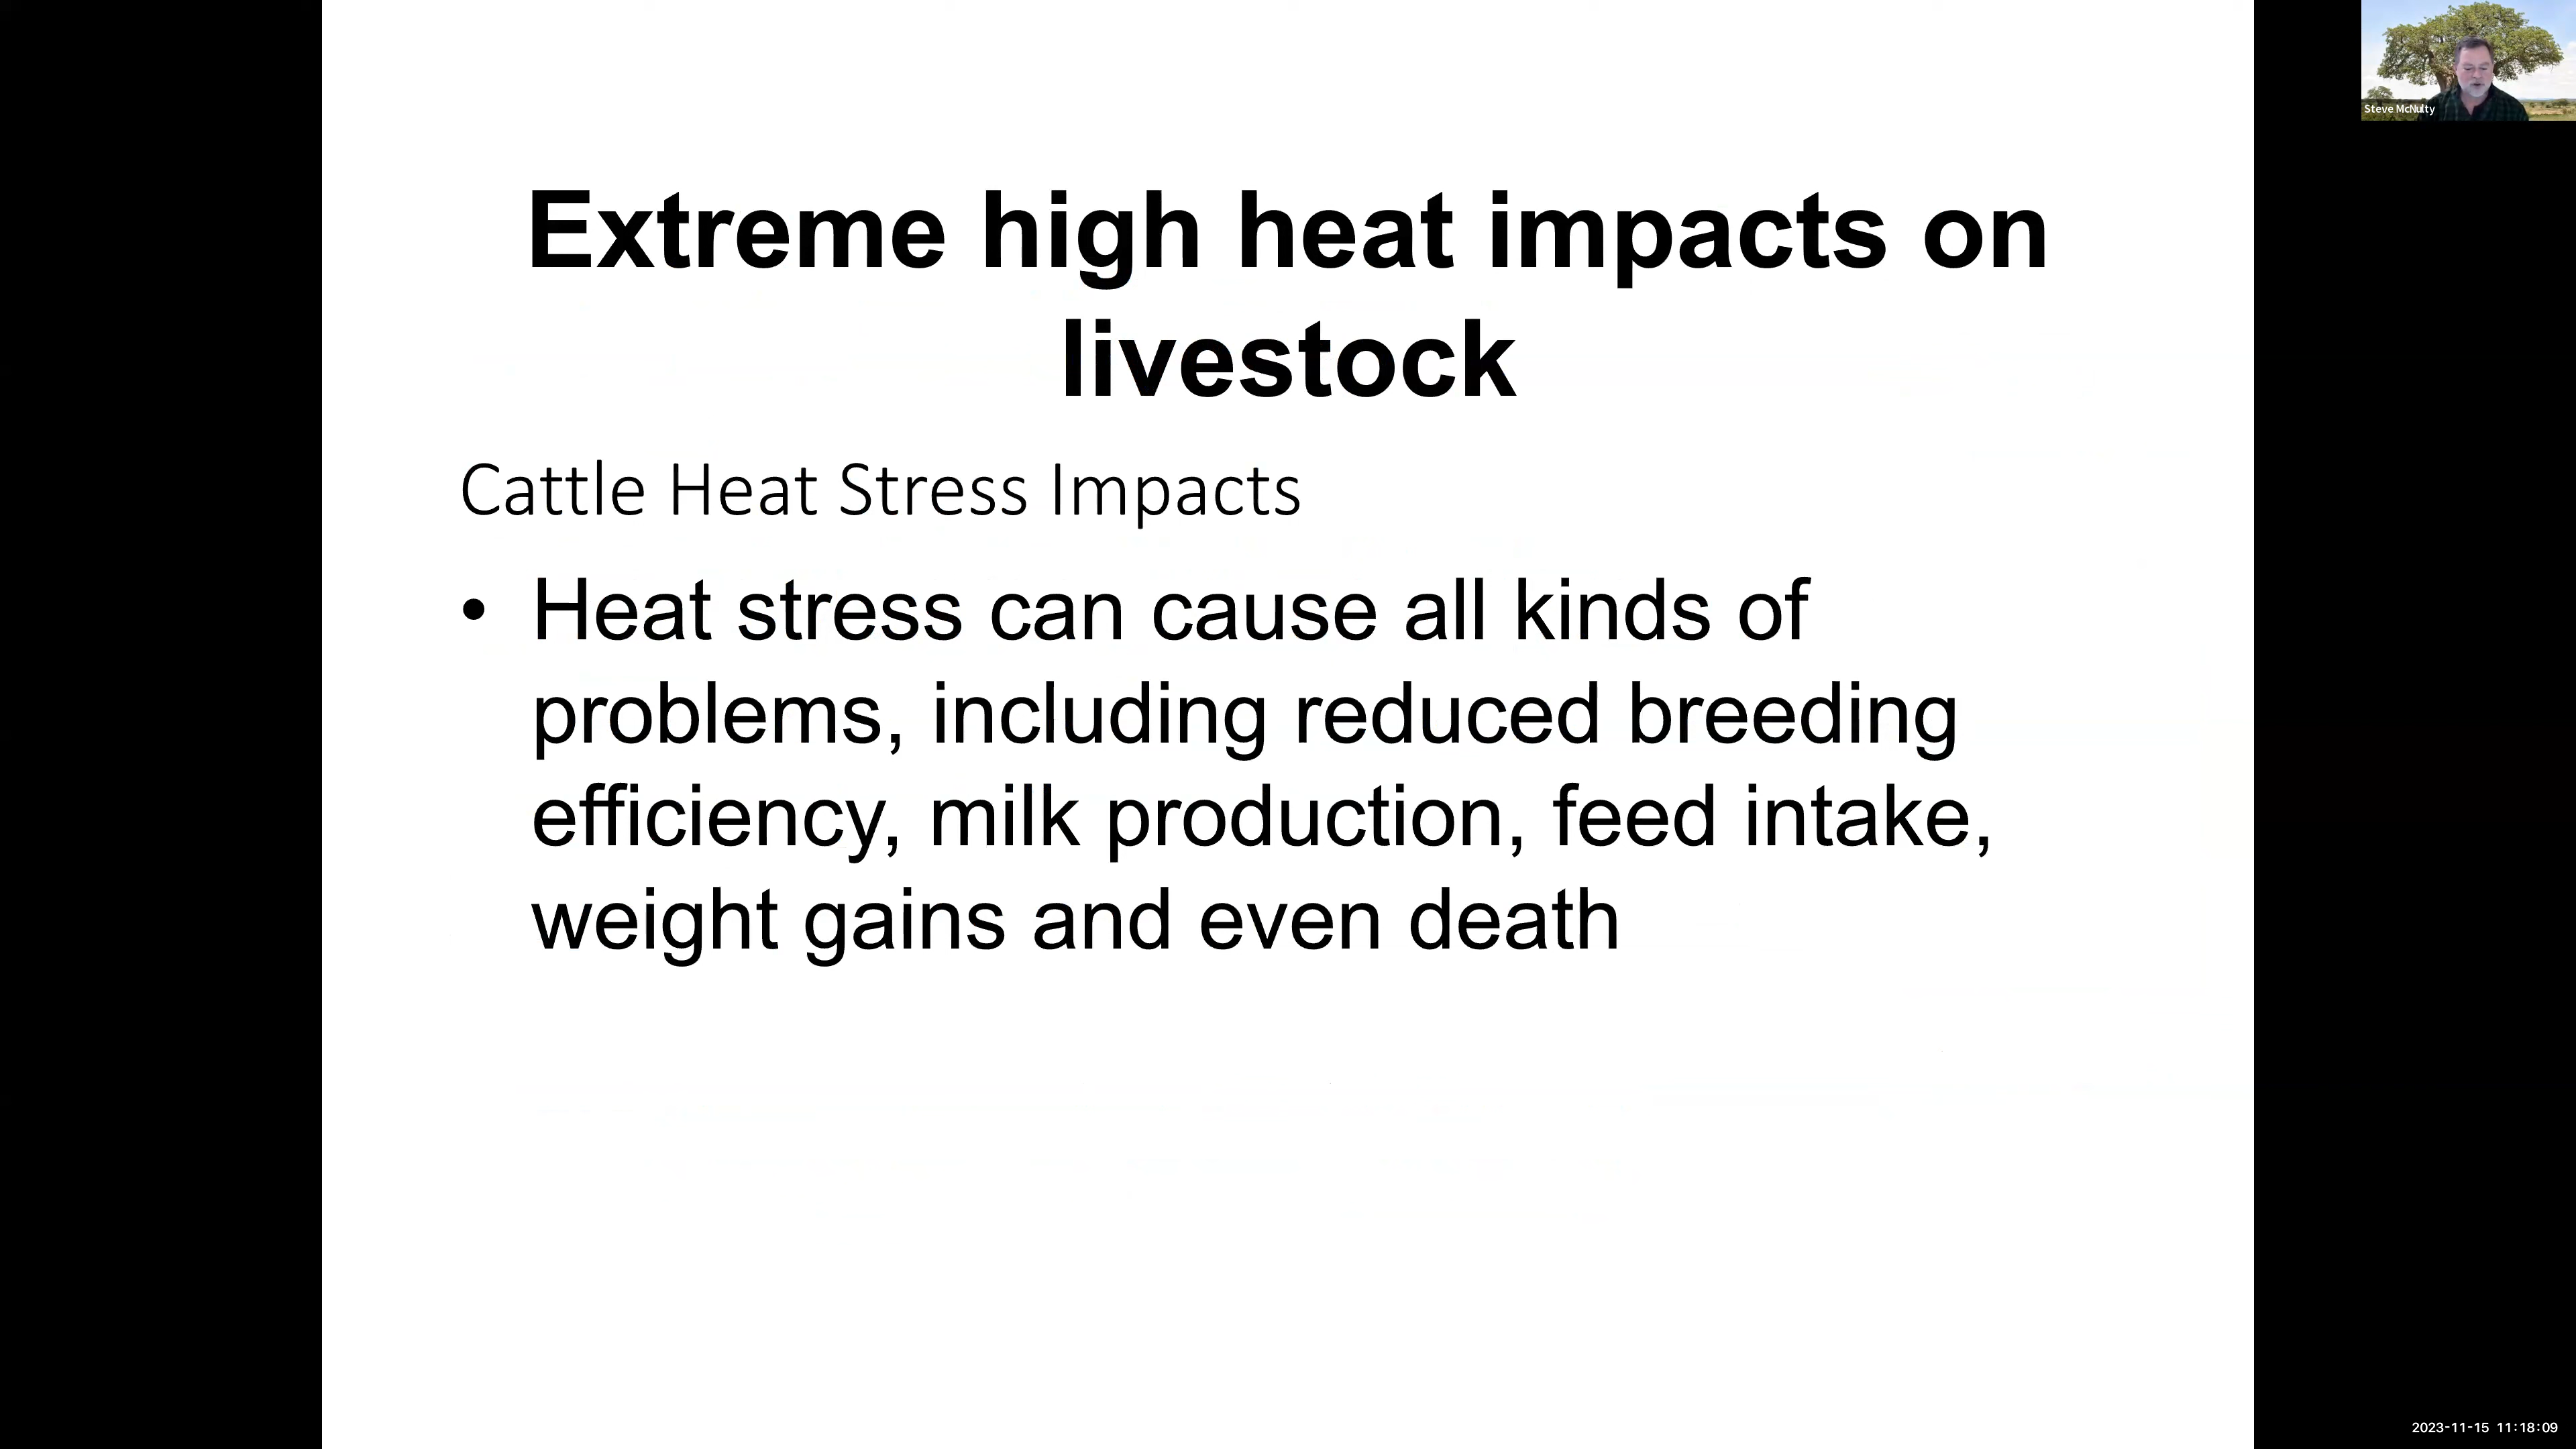 Steve McNulty
Extreme high heat impacts on
livestock
Cattle Heat Stress Impacts
• Heat stress can cause all kinds of
problems, including reduced breeding
efficiency, milk production, feed intake,
weight gains and even death
2023-11-15 11:18:09